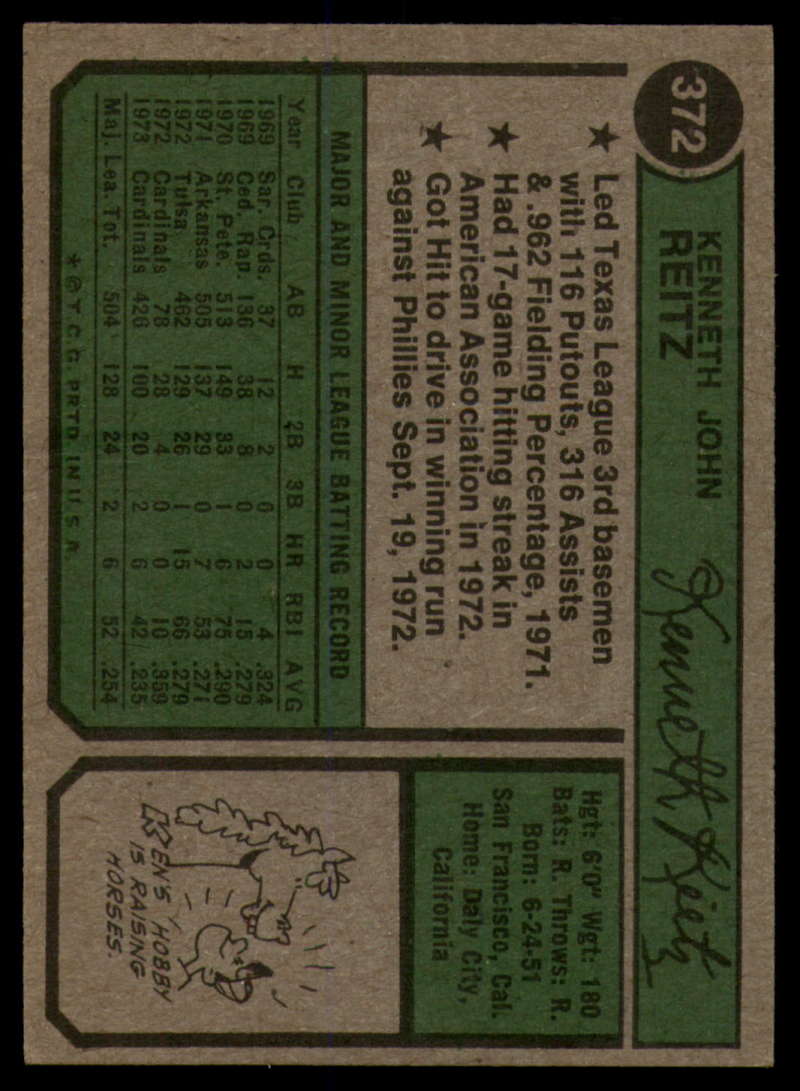 372
KENNETH JOHN
REITZ
Kenneth Reitz
★ Led Texas League 3rd basemen
with 116 Putouts, 316 Assists
& .962 Fielding Percentage, 1971.
★ Had 17-game hitting streak in
American Association in 1972.
★ Got Hit to drive in winning run
against Phillies Sept. 19, 1972.
MAJOR AND MINOR LEAGUE BATTING RECORD
Year Club AB H 2B 3B HR RBI AVG
1969 Sar. Crds. 37 12 2 0 0 4 .324
1969 Ced. Rap. 136 38 8 0 2 15 .279
1970 St. Pete. 513 149 33 1 6 75 .290
1971 Arkansas 505 137 29 0 7 53 .271
1972 Tulsa 462 129 26 1 15 66 .279
1972 Cardinals 78 28 4 0 0 10 .359
1973 Cardinals 426 100 20 2 6 42 .235
Maj. Lea. Tot. 504 128 24 2 6 52 .254
* © T.C.G. PRTD. IN U.S.A.
Hgt: 6'0" Wgt: 180
Bats: R. Throws: R.
Born: 6-24-51
San Francisco, Cal.
Home: Daly City,
California
KEN'S HOBBY
IS RAISING
HORSES.